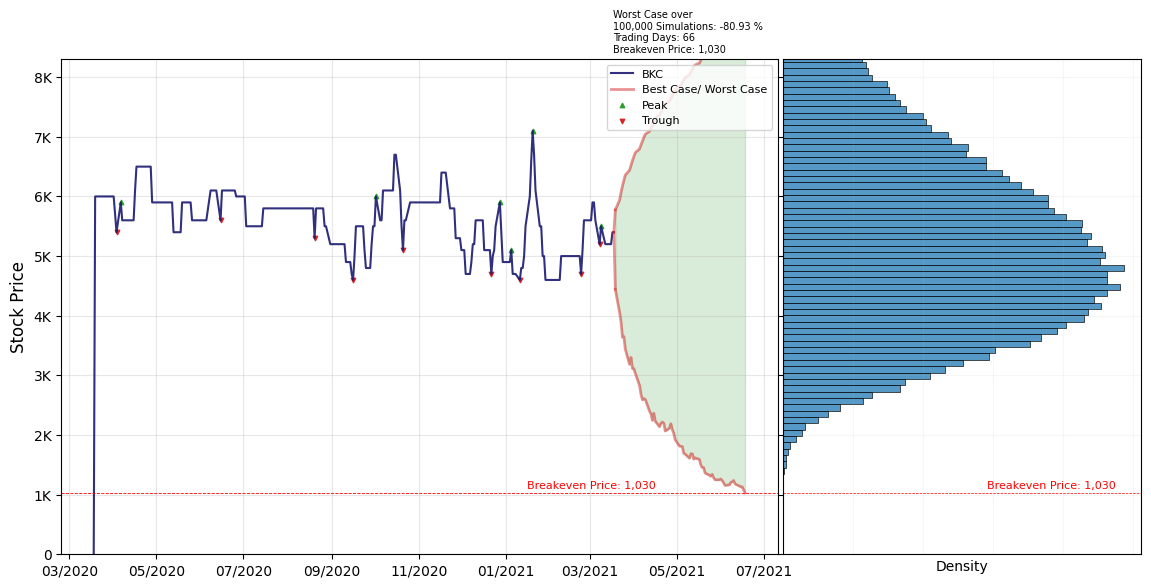 Worst Case over
100,000 Simulations: -80.93 %
Trading Days: 66
Breakeven Price: 1,030
BKC
Best Case/ Worst Case
Peak
Trough
8K
7K
6K
5K
4K
3K
2K
1K
0
Stock Price
Breakeven Price: 1,030
Breakeven Price: 1,030
03/2020 05/2020 07/2020 09/2020 11/2020 01/2021 03/2021 05/2021 07/2021
Density